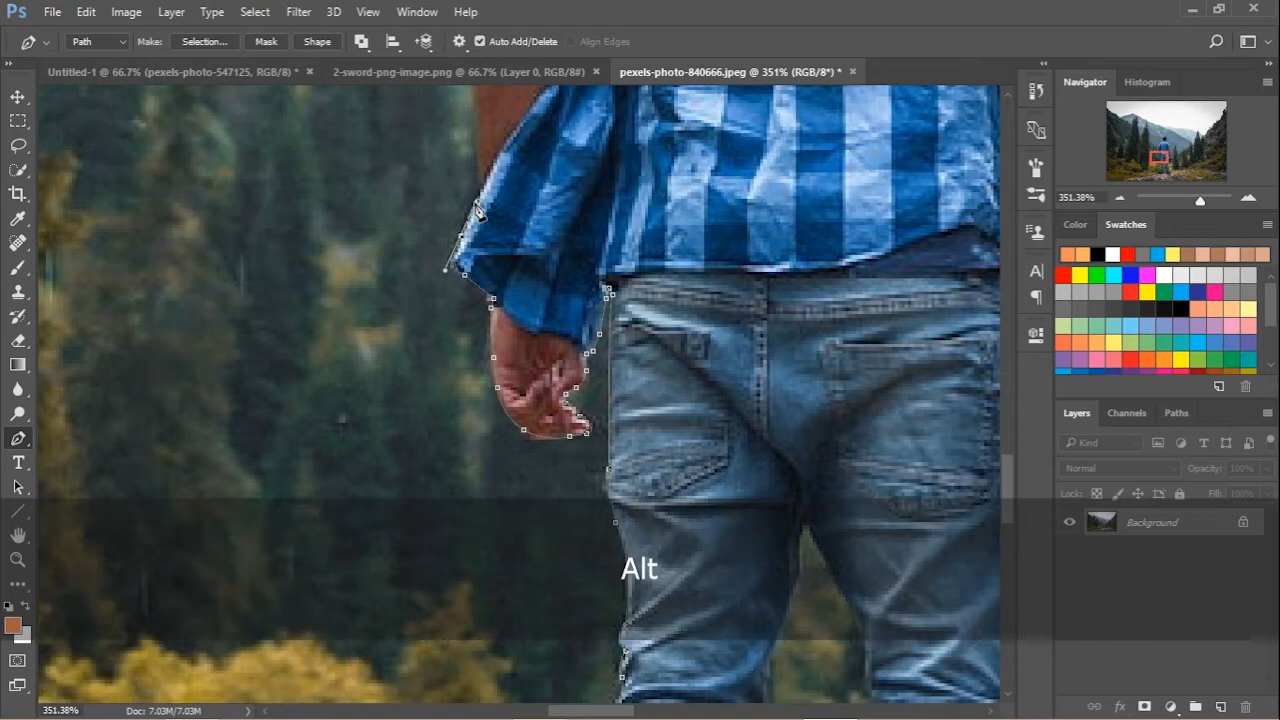 Ps File Edit Image Layer Type Select Filter 3D View Window Help
Path Make: Selection... Mask Shape Auto Add/Delete Align Edges
Untitled-1 @ 66.7% (pexels-photo-547125, RGB/8) * × 2-sword-png-image.png @ 66.7% (Layer 0, RGB/8#) × pexels-photo-840666.jpeg @ 351% (RGB/8*) * ×
Navigator Histogram
351.38%
Color Swatches
Layers Channels Paths
Kind
Normal Opacity: 100%
Lock: Fill: 100%
Background
Alt
351.38% Doc: 7.03M/7.03M